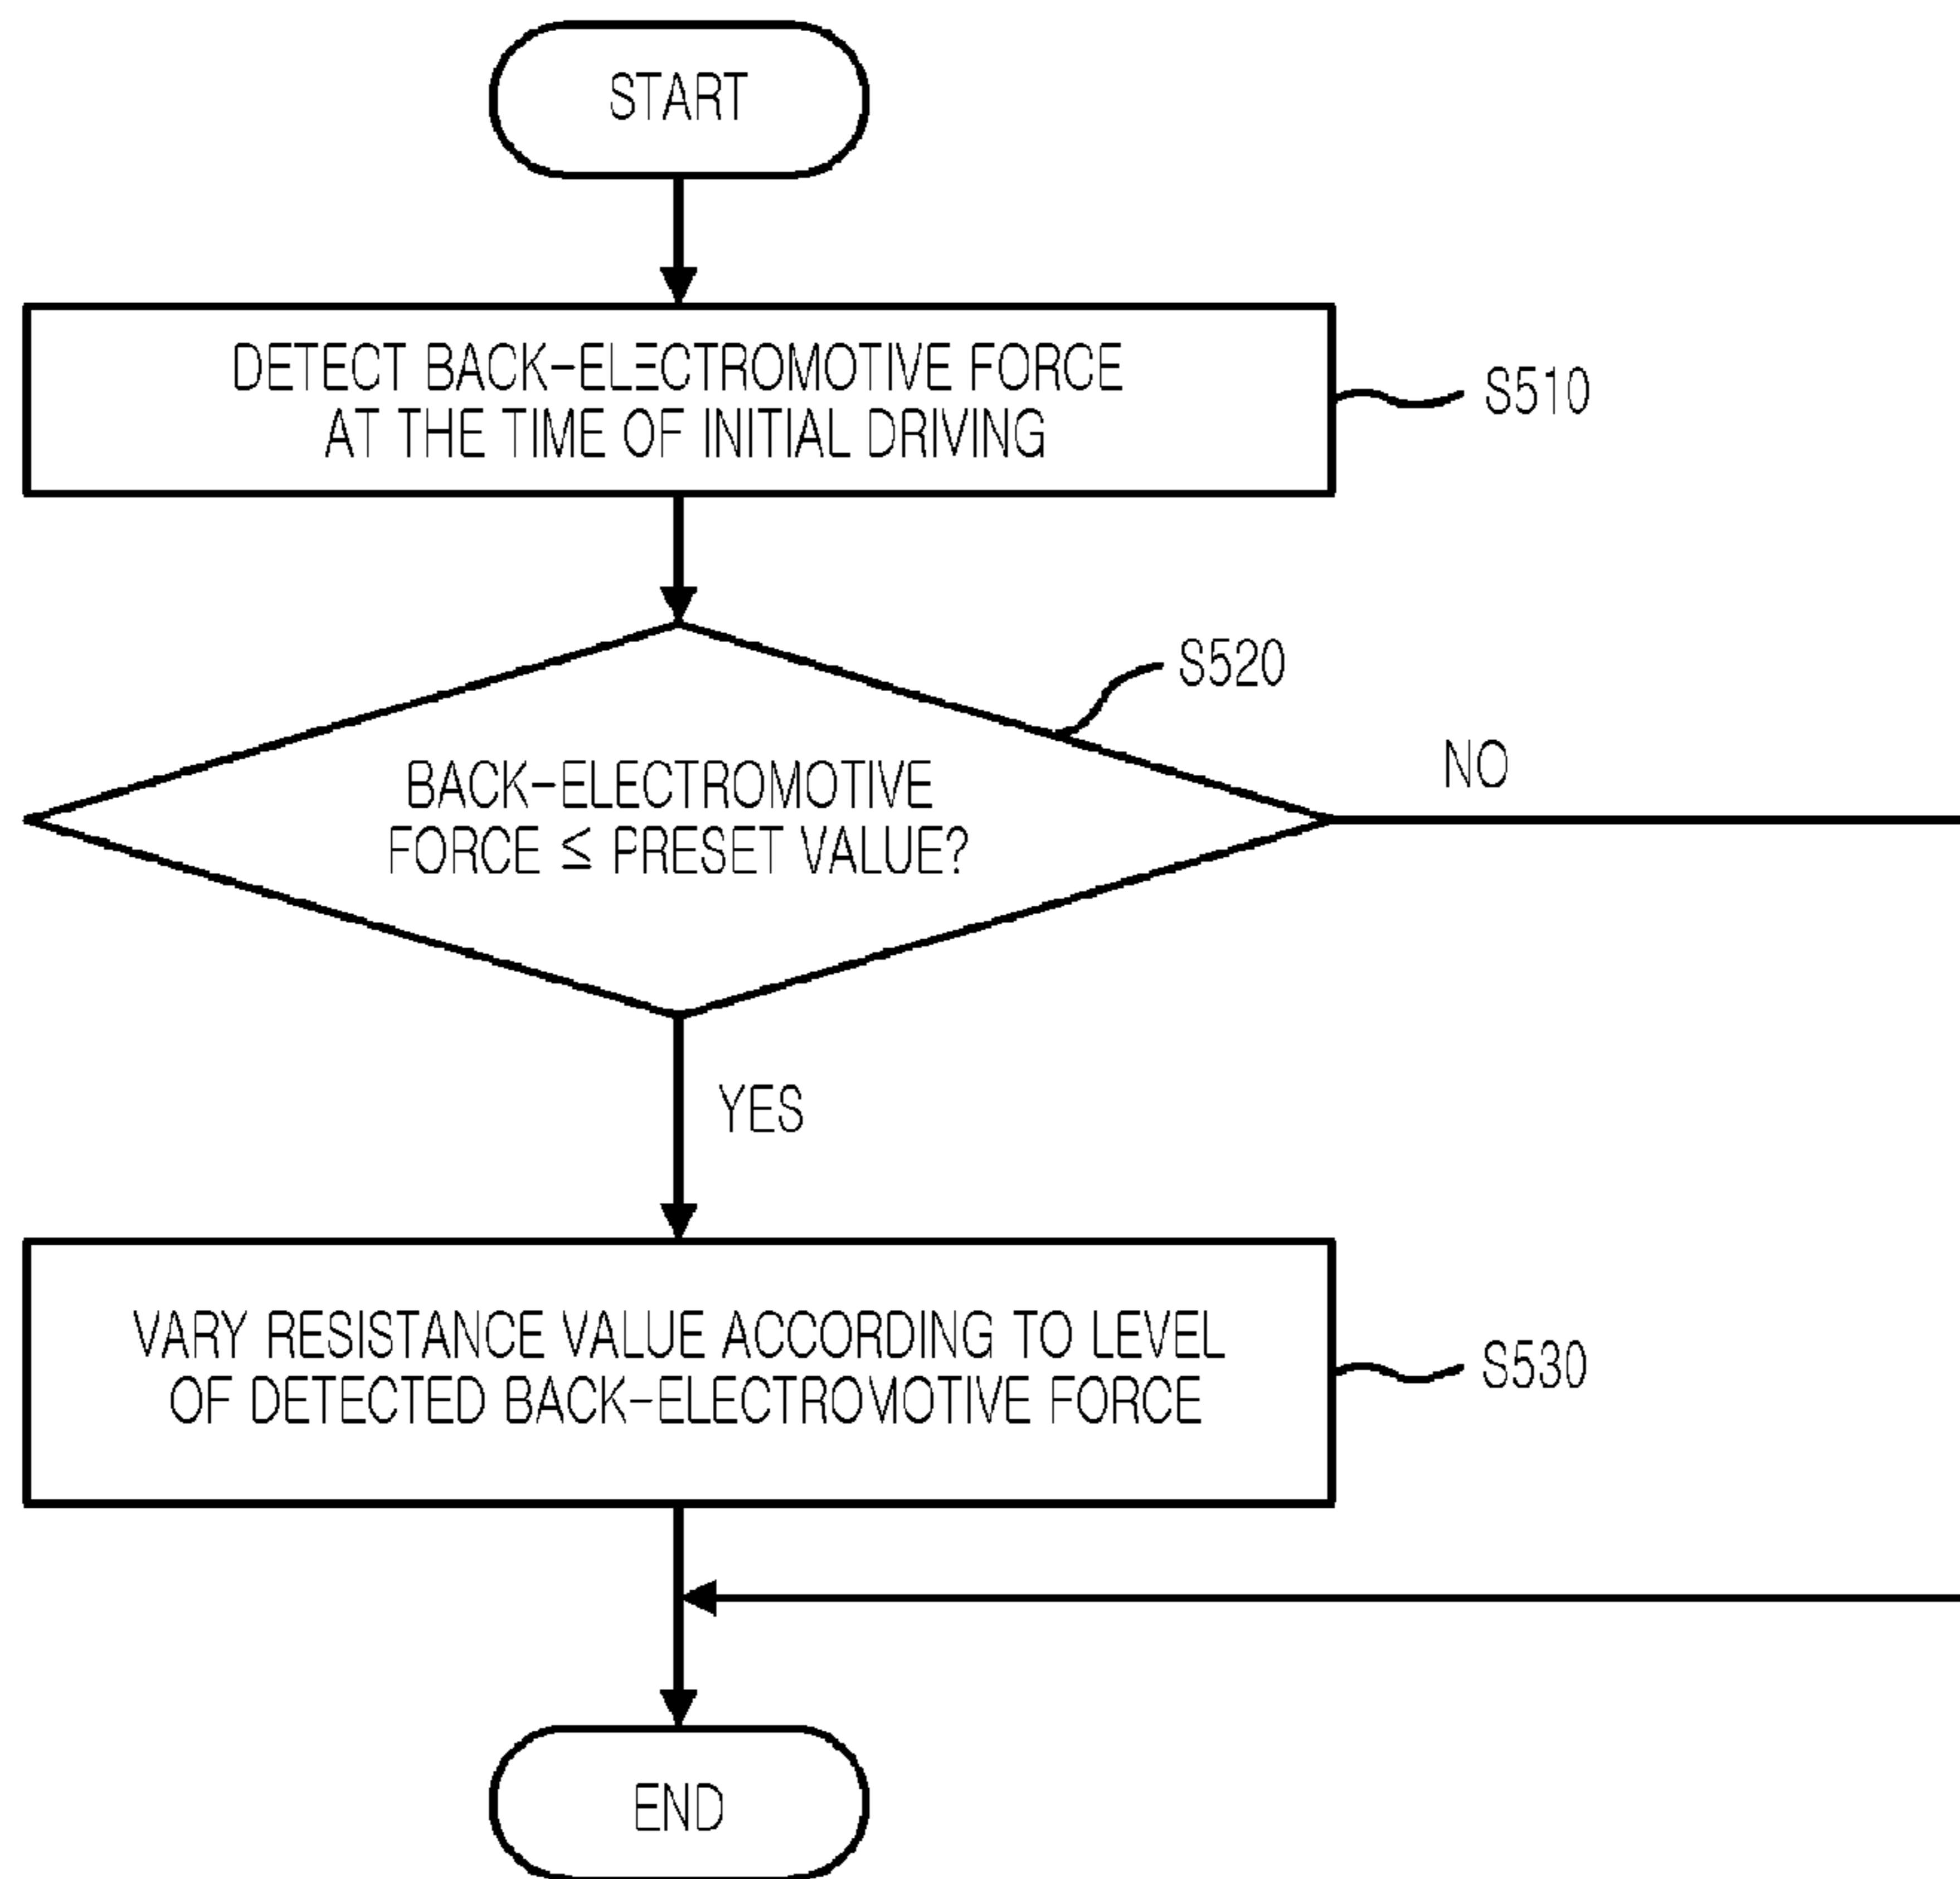 START
DETECT BACK-ELECTROMOTIVE FORCE
AT THE TIME OF INITIAL DRIVING
S510
S520
BACK-ELECTROMOTIVE
FORCE ≤ PRESET VALUE?
NO
YES
VARY RESISTANCE VALUE ACCORDING TO LEVEL
OF DETECTED BACK-ELECTROMOTIVE FORCE
S530
END